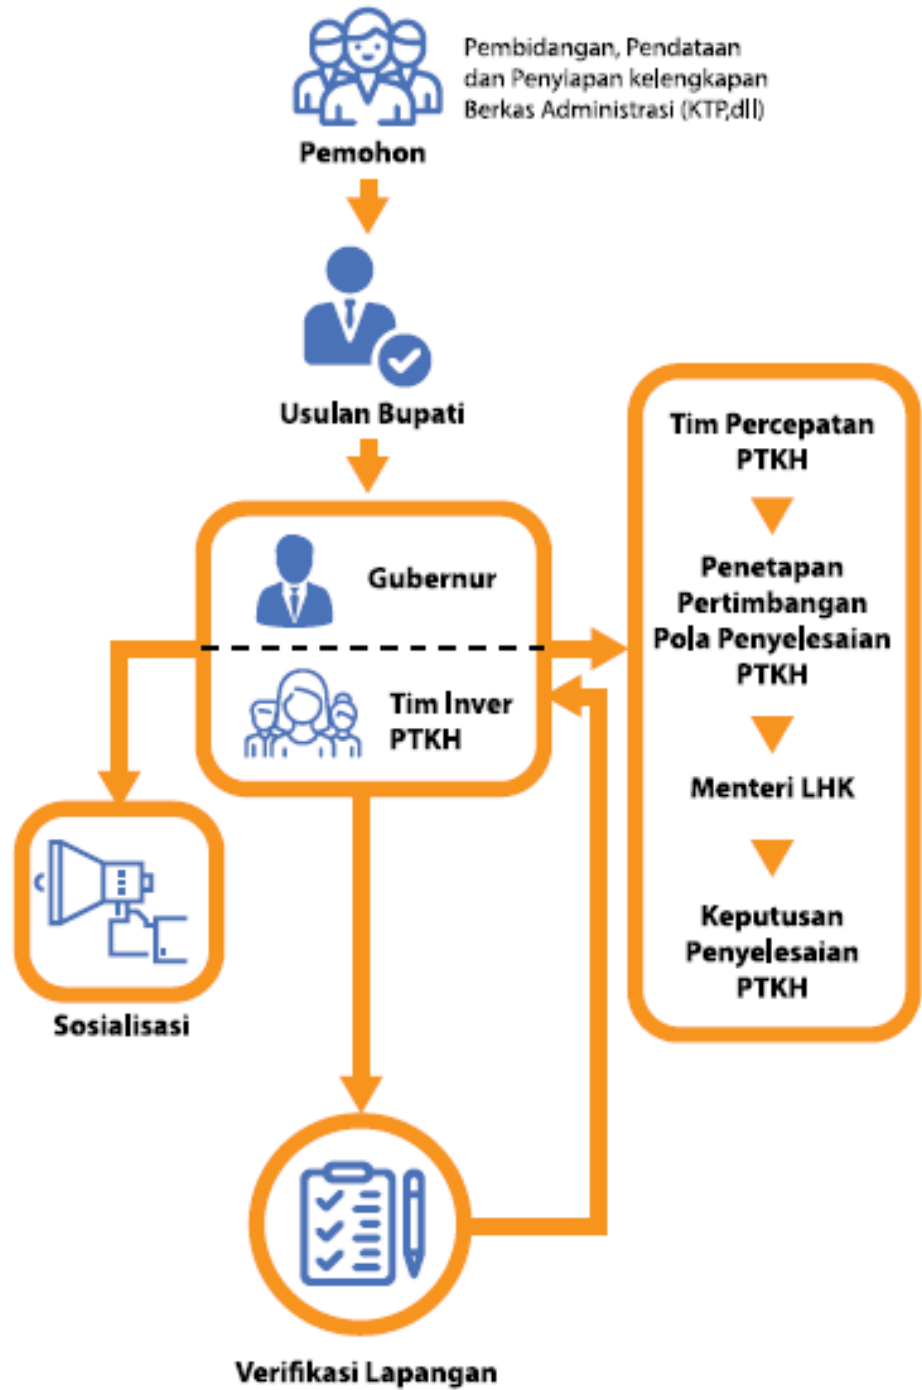 Pembidangan, Pendataan
dan Penyiapan kelengkapan
Berkas Administrasi (KTP,dll)
Pemohon
Usulan Bupati
Gubernur
Tim Inver
PTKH
Sosialisasi
Verifikasi Lapangan
Tim Percepatan
PTKH
Penetapan
Pertimbangan
Pola Penyelesaian
PTKH
Menteri LHK
Keputusan
Penyelesaian
PTKH